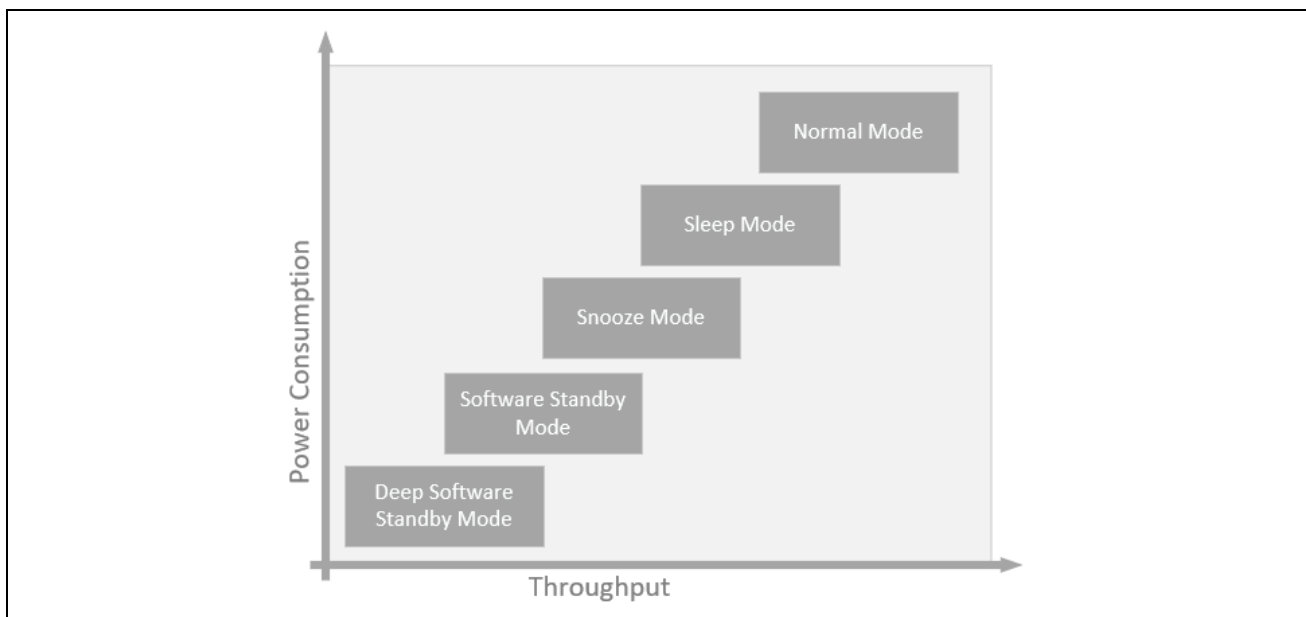 Power Consumption
Normal Mode
Sleep Mode
Snooze Mode
Software Standby
Mode
Deep Software
Standby Mode
Throughput